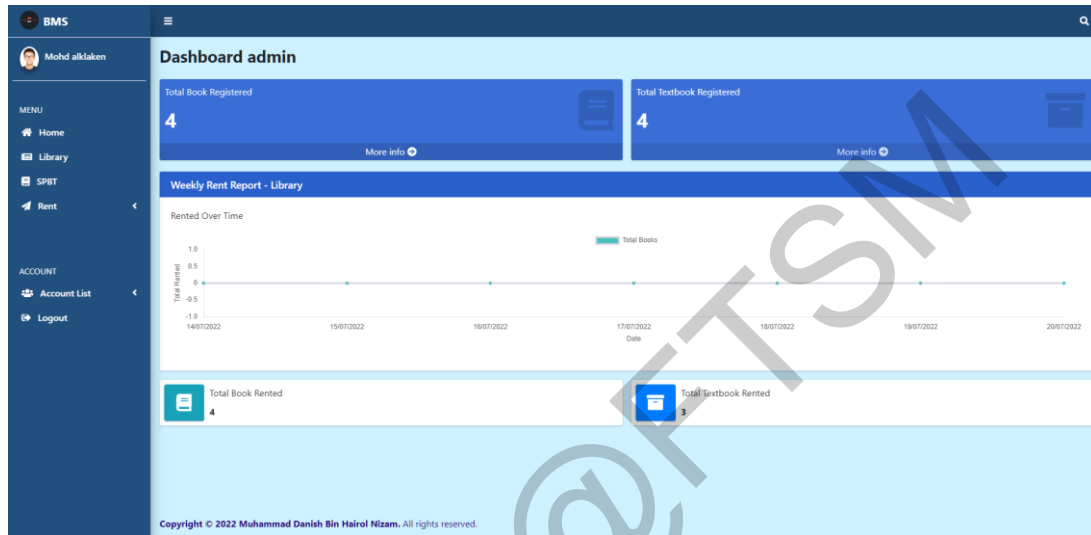 BMS
Mohd alklaken
MENU
Home
Library
SPBT
Rent
ACCOUNT
Account List
Logout
Dashboard admin
Total Book Registered
4
More info
Total Textbook Registered
4
More info
Weekly Rent Report - Library
Rented Over Time
Total Books
Total Rented
1.0
0.5
0
-0.5
-1.0
14/07/2022 15/07/2022 16/07/2022 17/07/2022 18/07/2022 19/07/2022 20/07/2022
Date
Total Book Rented
4
Total Textbook Rented
3
Copyright © 2022 Muhammad Danish Bin Hairol Nizam. All rights reserved.
@FTSM